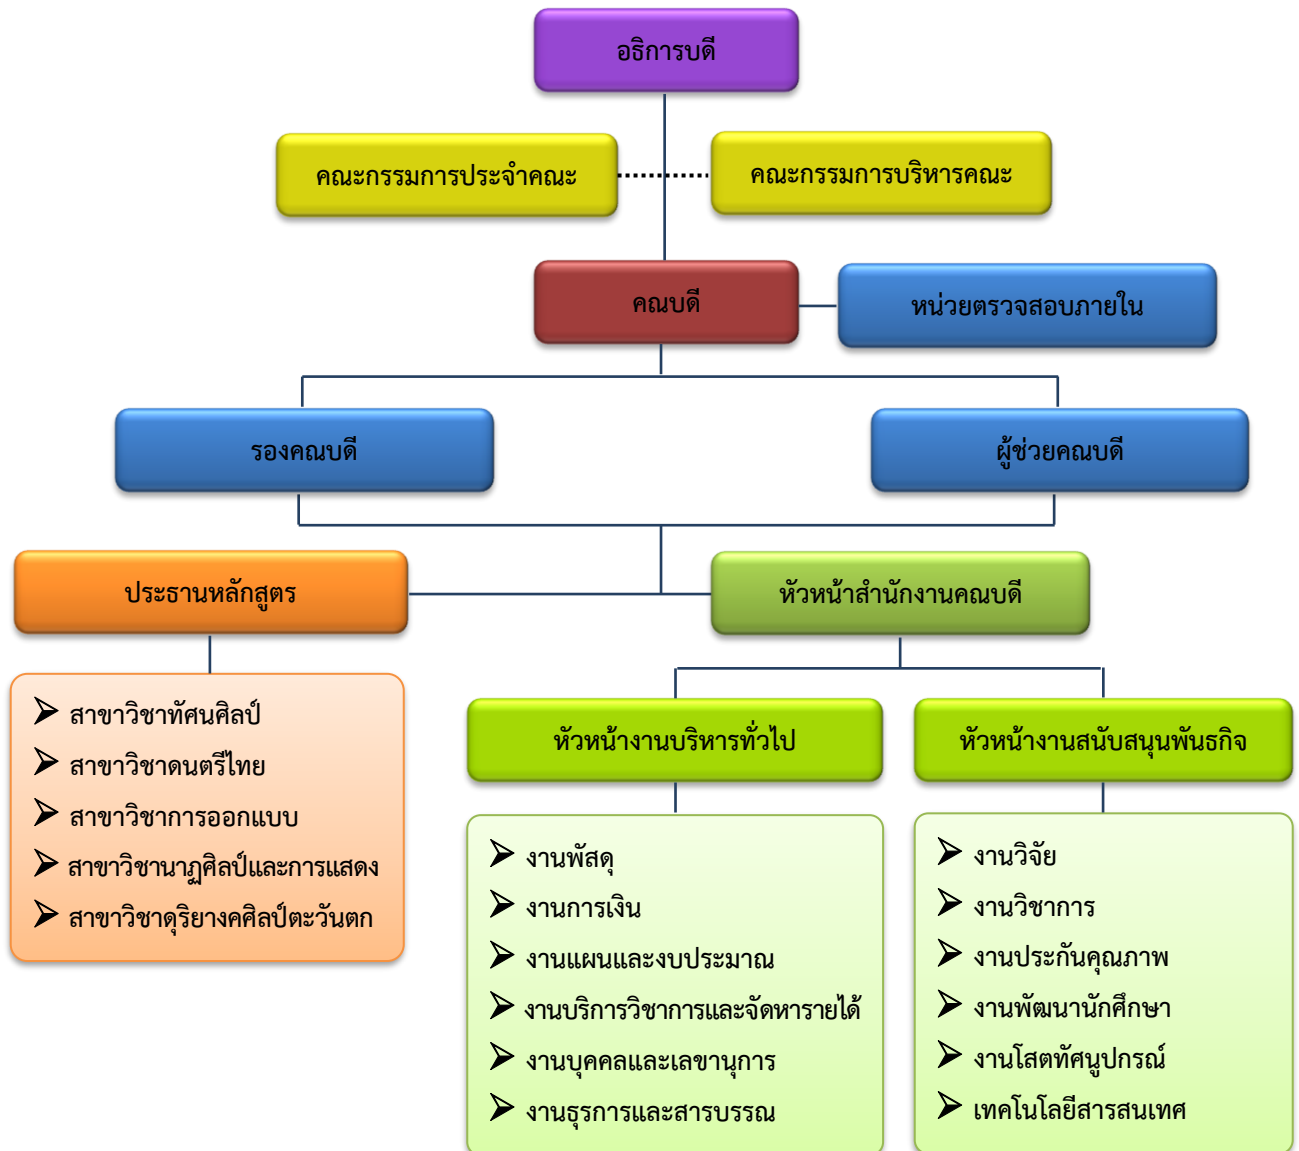 อธิการบดี
คณะกรรมการประจำคณะ
คณะกรรมการบริหารคณะ
คณบดี
หน่วยตรวจสอบภายใน
รองคณบดี
ผู้ช่วยคณบดี
ประธานหลักสูตร
หัวหน้าสำนักงานคณบดี
สาขาวิชาทัศนศิลป์
สาขาวิชาดนตรีไทย
สาขาวิชาการออกแบบ
สาขาวิชานาฏศิลป์และการแสดง
สาขาวิชาดุริยางคศิลป์ตะวันตก
หัวหน้างานบริหารทั่วไป
หัวหน้างานสนับสนุนพันธกิจ
งานพัสดุ
งานการเงิน
งานแผนและงบประมาณ
งานบริการวิชาการและจัดหารายได้
งานบุคคลและเลขานุการ
งานธุรการและสารบรรณ
งานวิจัย
งานวิชาการ
งานประกันคุณภาพ
งานพัฒนานักศึกษา
งานโสตทัศนูปกรณ์
เทคโนโลยีสารสนเทศ